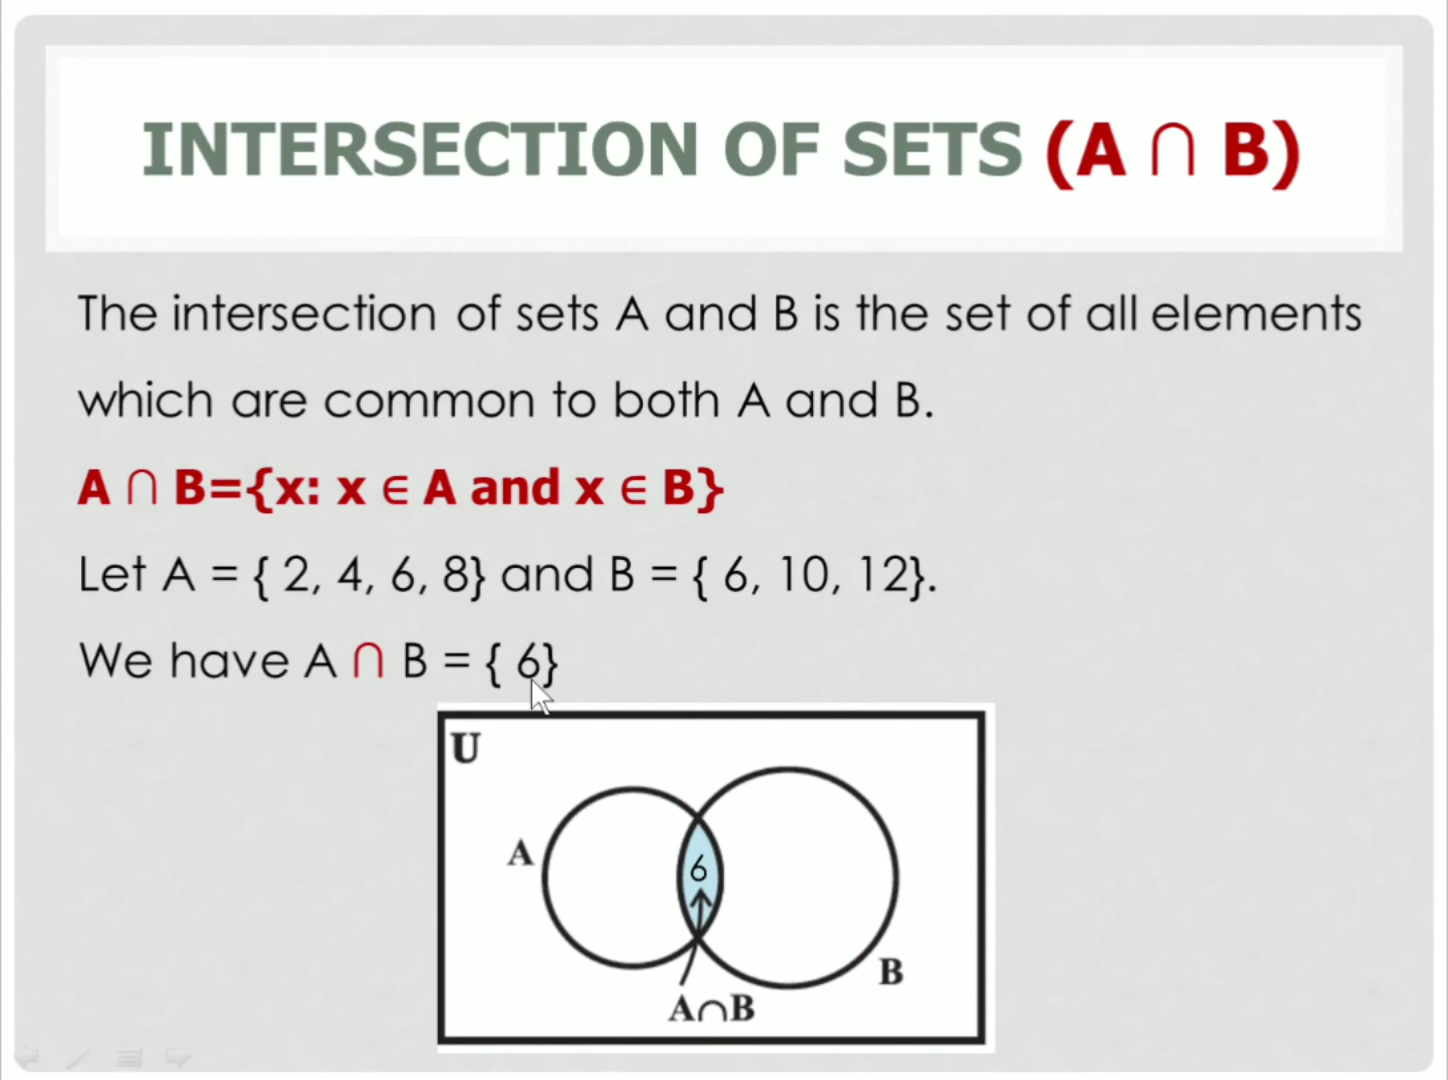 INTERSECTION OF SETS (A ∩ B)
The intersection of sets A and B is the set of all elements
which are common to both A and B.
A ∩ B={x: x ∈ A and x ∈ B}
Let A = { 2, 4, 6, 8} and B = { 6, 10, 12}.
We have A ∩ B = { 6}
U
A
6
B
A∩B